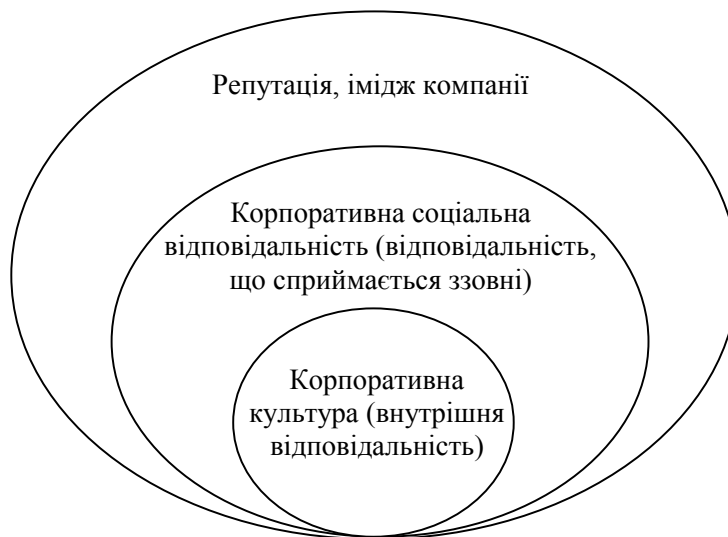 Репутація, імідж компанії
Корпоративна соціальна
відповідальність (відповідальність,
що сприймається ззовні)
Корпоративна
культура (внутрішня
відповідальність)